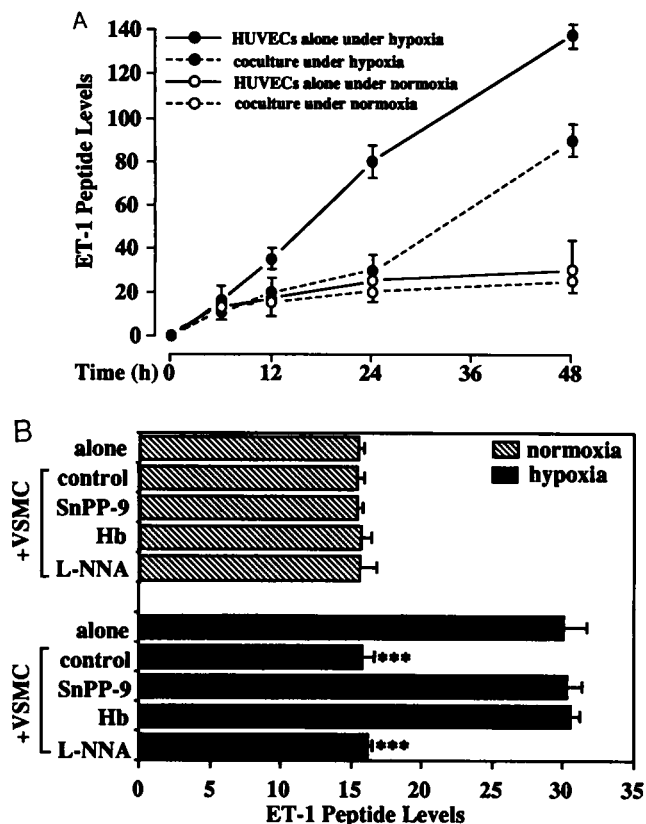 A
140
120
100
80
60
40
20
0
ET-1 Peptide Levels
HUVECs alone under hypoxia
coculture under hypoxia
HUVECs alone under normoxia
coculture under normoxia
Time (h) 0 12 24 36 48
B
normoxia
hypoxia
alone
+VSMC
control
SnPP-9
Hb
L-NNA
alone
+VSMC
control ***
SnPP-9
Hb
L-NNA ***
0 5 10 15 20 25 30 35
ET-1 Peptide Levels